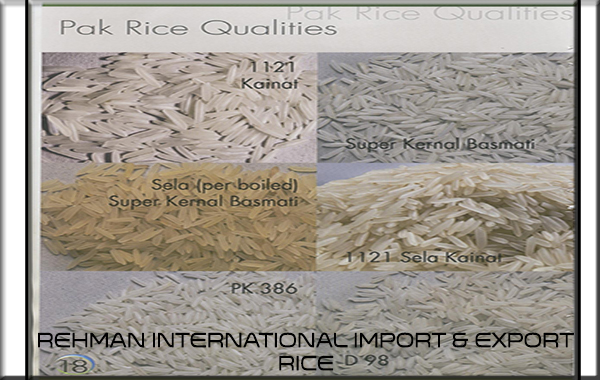 Pak Rice Qualities
Pak Rice Qualities
1121
Kainat
Super Kernal Basmati
Sela (per boiled)
Super Kernal Basmati
1121 Sela Kainat
PK 386
D 98
REHMAN INTERNATIONAL IMPORT & EXPORT
RICE
18